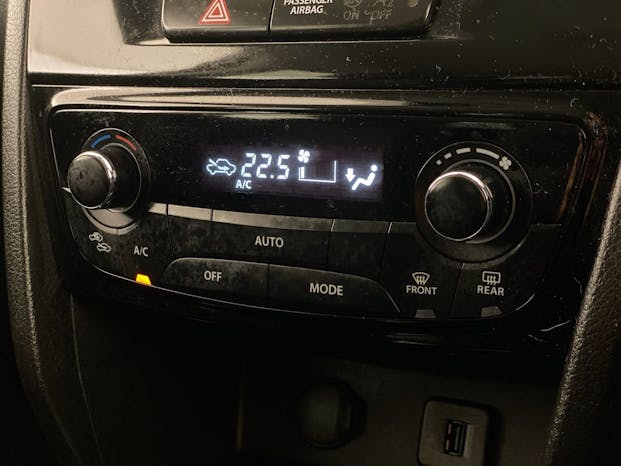 PASSENGER
AIRBAG
ON OFF
22.5
A/C
A/C
AUTO
OFF
MODE
FRONT
REAR